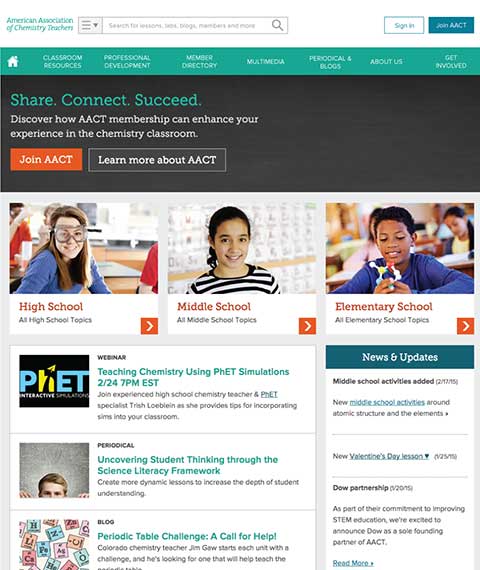 American Association
of Chemistry Teachers
Search for lessons, labs, blogs, members and more
Sign in
Join AACT
CLASSROOM
RESOURCES
PROFESSIONAL
DEVELOPMENT
MEMBER
DIRECTORY
MULTIMEDIA
PERIODICAL &
BLOGS
ABOUT US
GET
INVOLVED
Share. Connect. Succeed.
Discover how AACT membership can enhance your
experience in the chemistry classroom.
Join AACT
Learn more about AACT
High School
All High School Topics
Middle School
All Middle School Topics
Elementary School
All Elementary School Topics
PhET
INTERACTIVE SIMULATIONS
WEBINAR
Teaching Chemistry Using PhET Simulations
2/24 7PM EST
Join experienced high school chemistry teacher & PhET
specialist Trish Loeblein as she provides tips for incorporating
sims into your classroom.
PERIODICAL
Uncovering Student Thinking through the
Science Literacy Framework
Create more dynamic lessons to increase the depth of student
understanding.
BLOG
Periodic Table Challenge: A Call for Help!
Colorado chemistry teacher Jim Gaw starts each unit with a
challenge, and he's looking for one that will help teach the
periodic table.
News & Updates
Middle school activities added (2/17/15)
New middle school activities around
atomic structure and the elements »
New Valentine's Day lesson ♥ (1/25/15)
Dow partnership (1/20/15)
As part of their commitment to improving
STEM education, we're excited to
announce Dow as a sole founding
partner of AACT.
Read More »